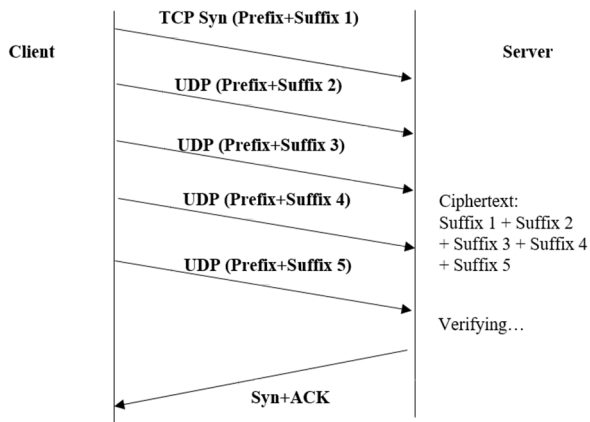 TCP Syn (Prefix+Suffix 1)
Client
Server
UDP (Prefix+Suffix 2)
UDP (Prefix+Suffix 3)
UDP (Prefix+Suffix 4)
Ciphertext:
Suffix 1 + Suffix 2
+ Suffix 3 + Suffix 4
+ Suffix 5
UDP (Prefix+Suffix 5)
Verifying…
Syn+ACK